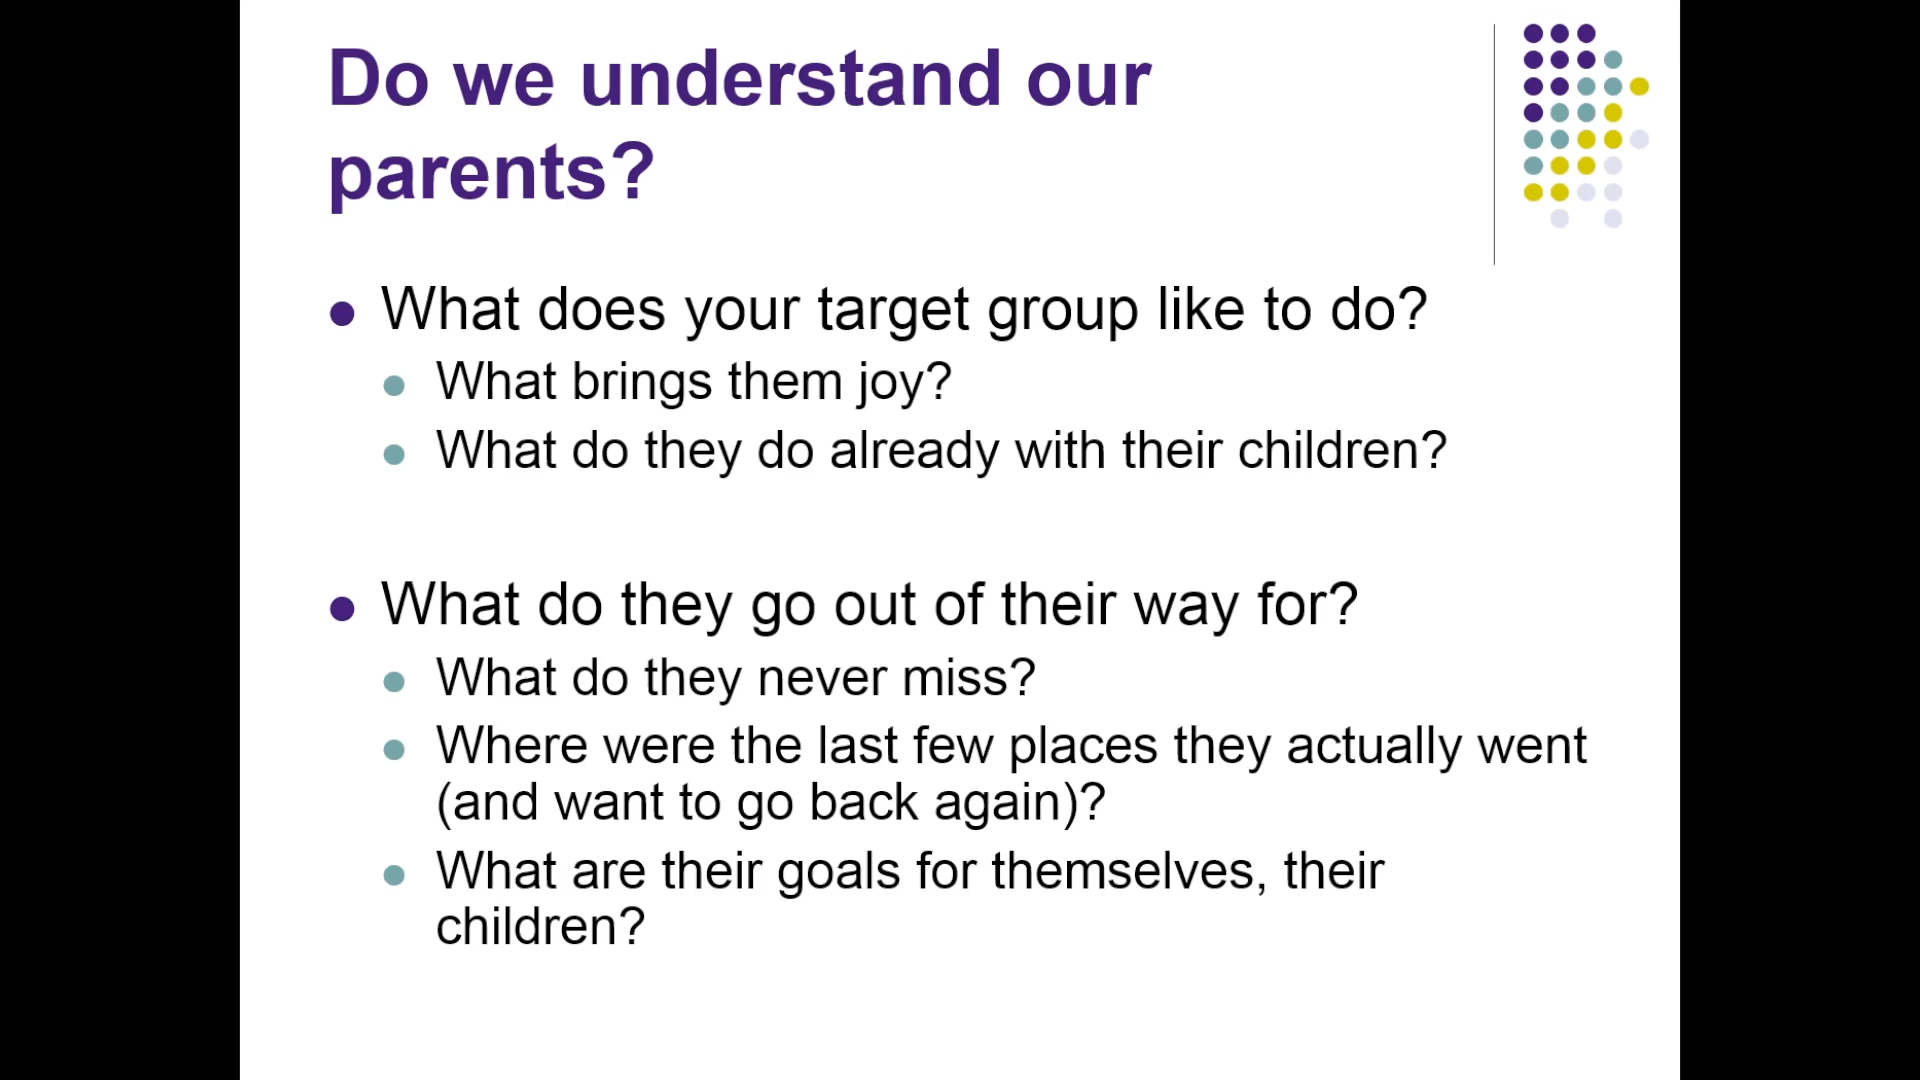 Do we understand our
parents?
What does your target group like to do?
What brings them joy?
What do they do already with their children?
What do they go out of their way for?
What do they never miss?
Where were the last few places they actually went
(and want to go back again)?
What are their goals for themselves, their
children?